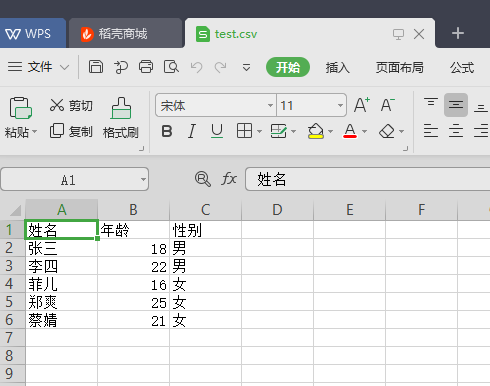 WPS 稻壳商城 test.csv
文件 开始 插入 页面布局 公式
粘贴 剪切 复制 格式刷 宋体 11 A⁺ A⁻
B I U A
A1 fx 姓名
A B C D E F
1 姓名 年龄 性别
2 张三 18 男
3 李四 22 男
4 菲儿 16 女
5 郑爽 25 女
6 蔡婧 21 女
7
8
9